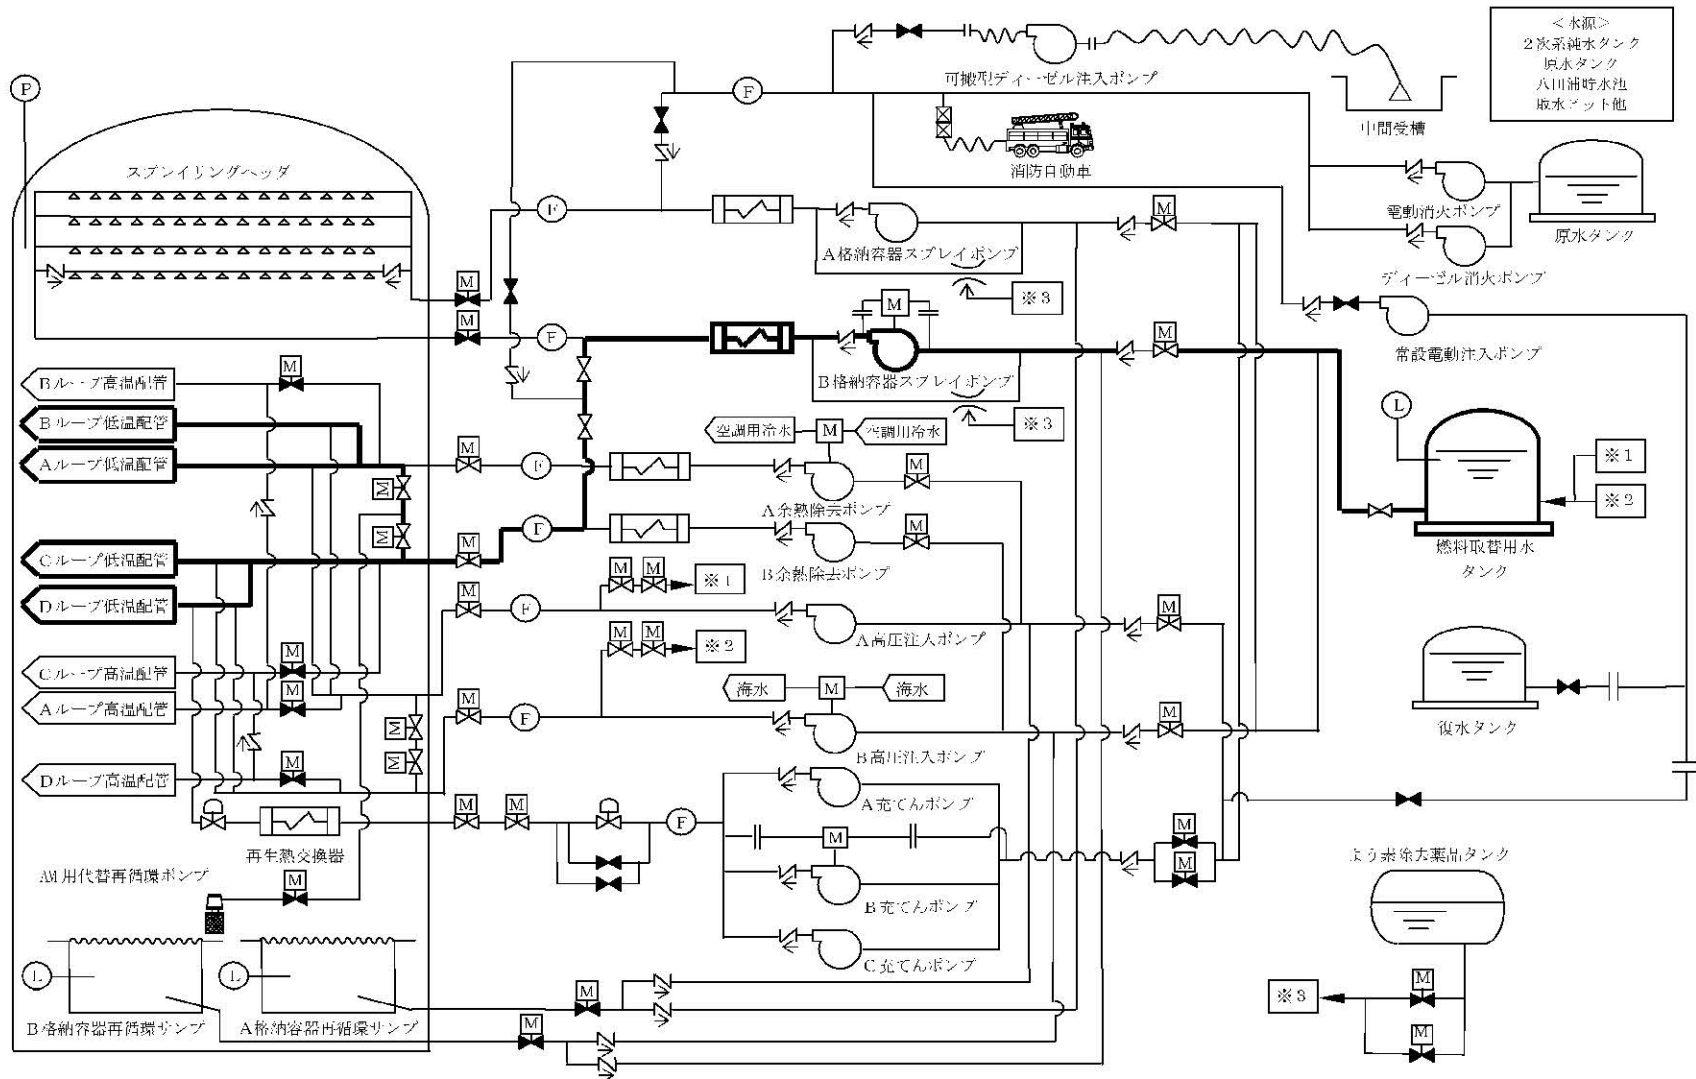 P
<水源>
2次系純水タンク
原水タンク
八田浦貯水池
取水ピット他
可搬型ディーゼル注入ポンプ
中間受槽
F
消防自動車
スプレイリングヘッダ
F
A格納容器スプレイポンプ
M
電動消火ポンプ
原水タンク
ディーゼル消火ポンプ
M
※3
M
M
F
M
常設電動注入ポンプ
B格納容器スプレイポンプ
※3
Bループ高温配管
M
Bループ低温配管
L
空調用冷水
M
空調用冷水
Aループ低温配管
M
F
M
※1
M
A余熱除去ポンプ
※2
M
F
M
M
燃料取替用水
タンク
Cループ低温配管
B余熱除去ポンプ
M
M
※1
Dループ低温配管
M
F
M
A高圧注入ポンプ
M
M
※2
Cループ高温配管
M
海水
M
海水
Aループ高温配管
M
M
F
M
復水タンク
M
M
B高圧注入ポンプ
Dループ高温配管
M
A充てんポンプ
M
M
F
M
M
再生熱交換器
M
よう素除去薬品タンク
AM用代替再循環ポンプ
M
B充てんポンプ
C充てんポンプ
L
L
M
M
※3
B格納容器再循環サンプ
A格納容器再循環サンプ
M
M